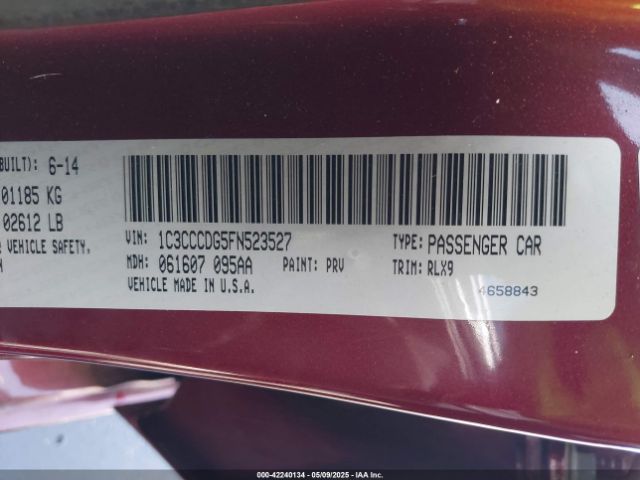 BUILT): 6-14
01185 KG
02612 LB
VEHICLE SAFETY,
VIN: 1C3CCCDG5FN523527
TYPE: PASSENGER CAR
MDH: 061607 095AA
PAINT: PRV
TRIM: RLX9
VEHICLE MADE IN U.S.A.
4658843
000-42240134 - 05/09/2025 - IAA Inc.